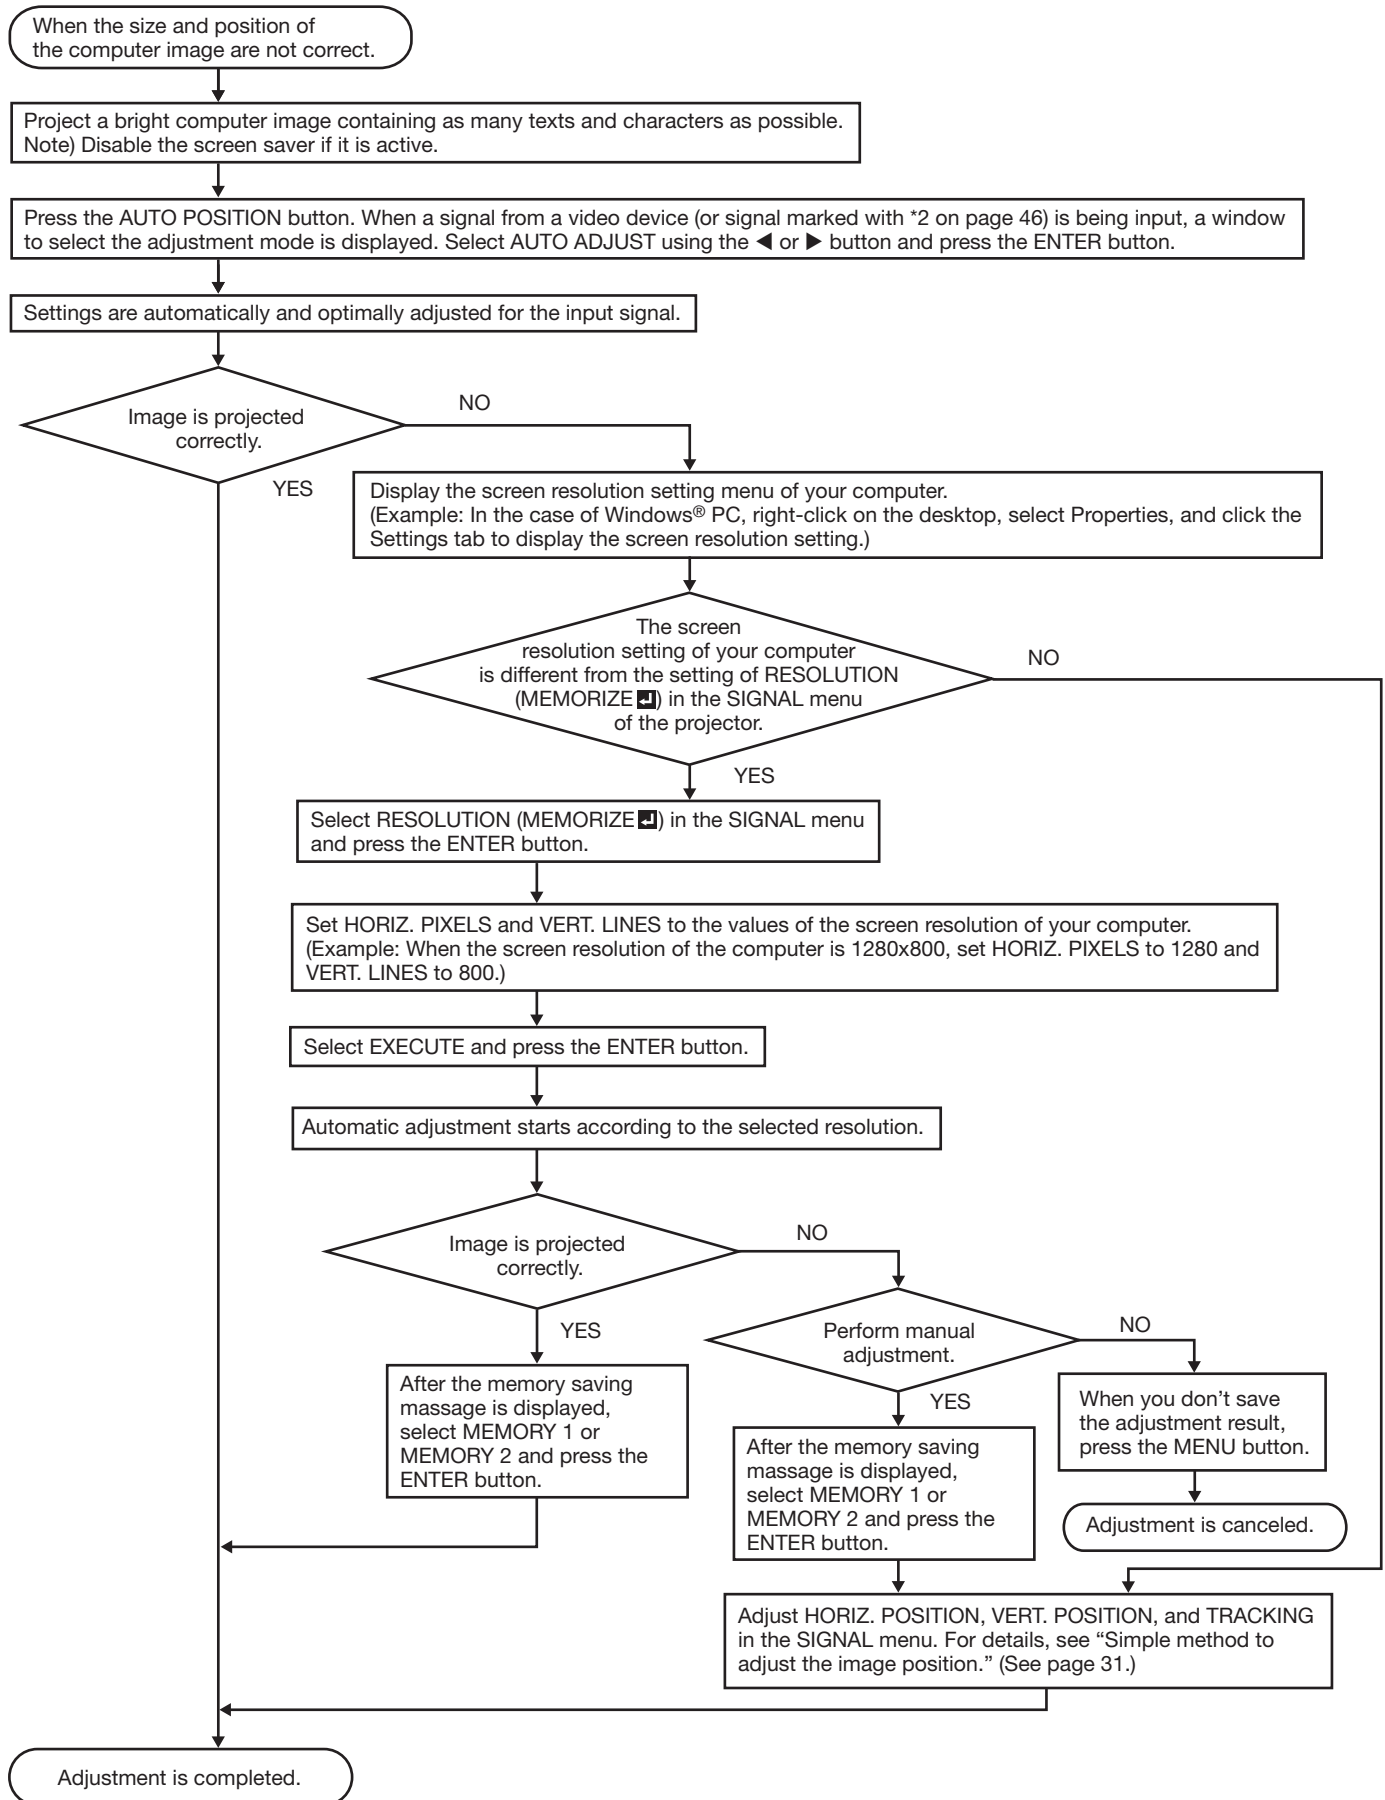 When the size and position of
the computer image are not correct.
Project a bright computer image containing as many texts and characters as possible.
Note) Disable the screen saver if it is active.
Press the AUTO POSITION button. When a signal from a video device (or signal marked with *2 on page 46) is being input, a window
to select the adjustment mode is displayed. Select AUTO ADJUST using the ◀ or ▶ button and press the ENTER button.
Settings are automatically and optimally adjusted for the input signal.
Image is projected
correctly.
NO
YES
Display the screen resolution setting menu of your computer.
(Example: In the case of Windows® PC, right-click on the desktop, select Properties, and click the
Settings tab to display the screen resolution setting.)
The screen
resolution setting of your computer
is different from the setting of RESOLUTION
(MEMORIZE ↵) in the SIGNAL menu
of the projector.
NO
YES
Select RESOLUTION (MEMORIZE ↵) in the SIGNAL menu
and press the ENTER button.
Set HORIZ. PIXELS and VERT. LINES to the values of the screen resolution of your computer.
(Example: When the screen resolution of the computer is 1280x800, set HORIZ. PIXELS to 1280 and
VERT. LINES to 800.)
Select EXECUTE and press the ENTER button.
Automatic adjustment starts according to the selected resolution.
Image is projected
correctly.
NO
YES
Perform manual
adjustment.
NO
YES
After the memory saving
massage is displayed,
select MEMORY 1 or
MEMORY 2 and press the
ENTER button.
After the memory saving
massage is displayed,
select MEMORY 1 or
MEMORY 2 and press the
ENTER button.
When you don't save
the adjustment result,
press the MENU button.
Adjustment is canceled.
Adjust HORIZ. POSITION, VERT. POSITION, and TRACKING
in the SIGNAL menu. For details, see “Simple method to
adjust the image position.” (See page 31.)
Adjustment is completed.